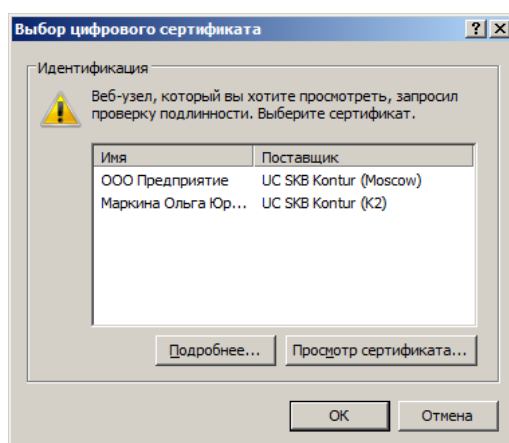 Выбор цифрового сертификата
Идентификация
Веб-узел, который вы хотите просмотреть, запросил
проверку подлинности. Выберите сертификат.
Имя Поставщик
ООО Предприятие UC SKB Kontur (Moscow)
Маркина Ольга Юр... UC SKB Kontur (K2)
Подробнее... Просмотр сертификата...
ОК Отмена